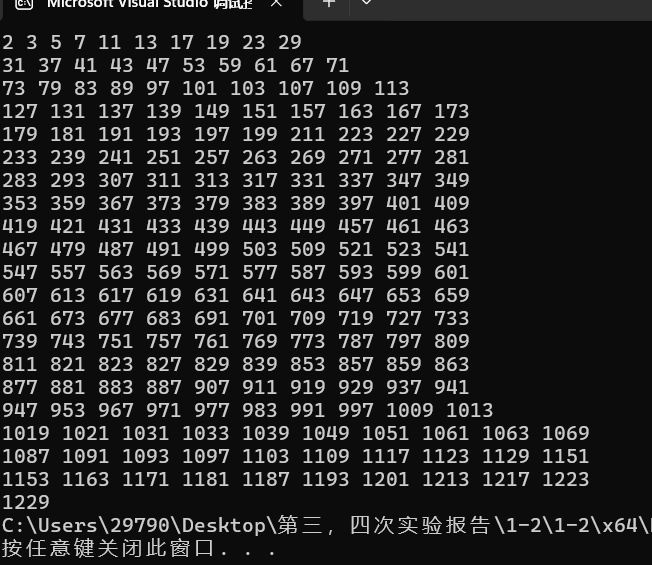 Microsoft Visual Studio 调试控
2 3 5 7 11 13 17 19 23 29
31 37 41 43 47 53 59 61 67 71
73 79 83 89 97 101 103 107 109 113
127 131 137 139 149 151 157 163 167 173
179 181 191 193 197 199 211 223 227 229
233 239 241 251 257 263 269 271 277 281
283 293 307 311 313 317 331 337 347 349
353 359 367 373 379 383 389 397 401 409
419 421 431 433 439 443 449 457 461 463
467 479 487 491 499 503 509 521 523 541
547 557 563 569 571 577 587 593 599 601
607 613 617 619 631 641 643 647 653 659
661 673 677 683 691 701 709 719 727 733
739 743 751 757 761 769 773 787 797 809
811 821 823 827 829 839 853 857 859 863
877 881 883 887 907 911 919 929 937 941
947 953 967 971 977 983 991 997 1009 1013
1019 1021 1031 1033 1039 1049 1051 1061 1063 1069
1087 1091 1093 1097 1103 1109 1117 1123 1129 1151
1153 1163 1171 1181 1187 1193 1201 1213 1217 1223
1229
C:\Users\29790\Desktop\第三，四次实验报告\1-2\1-2\x64\
按任意键关闭此窗口. . .